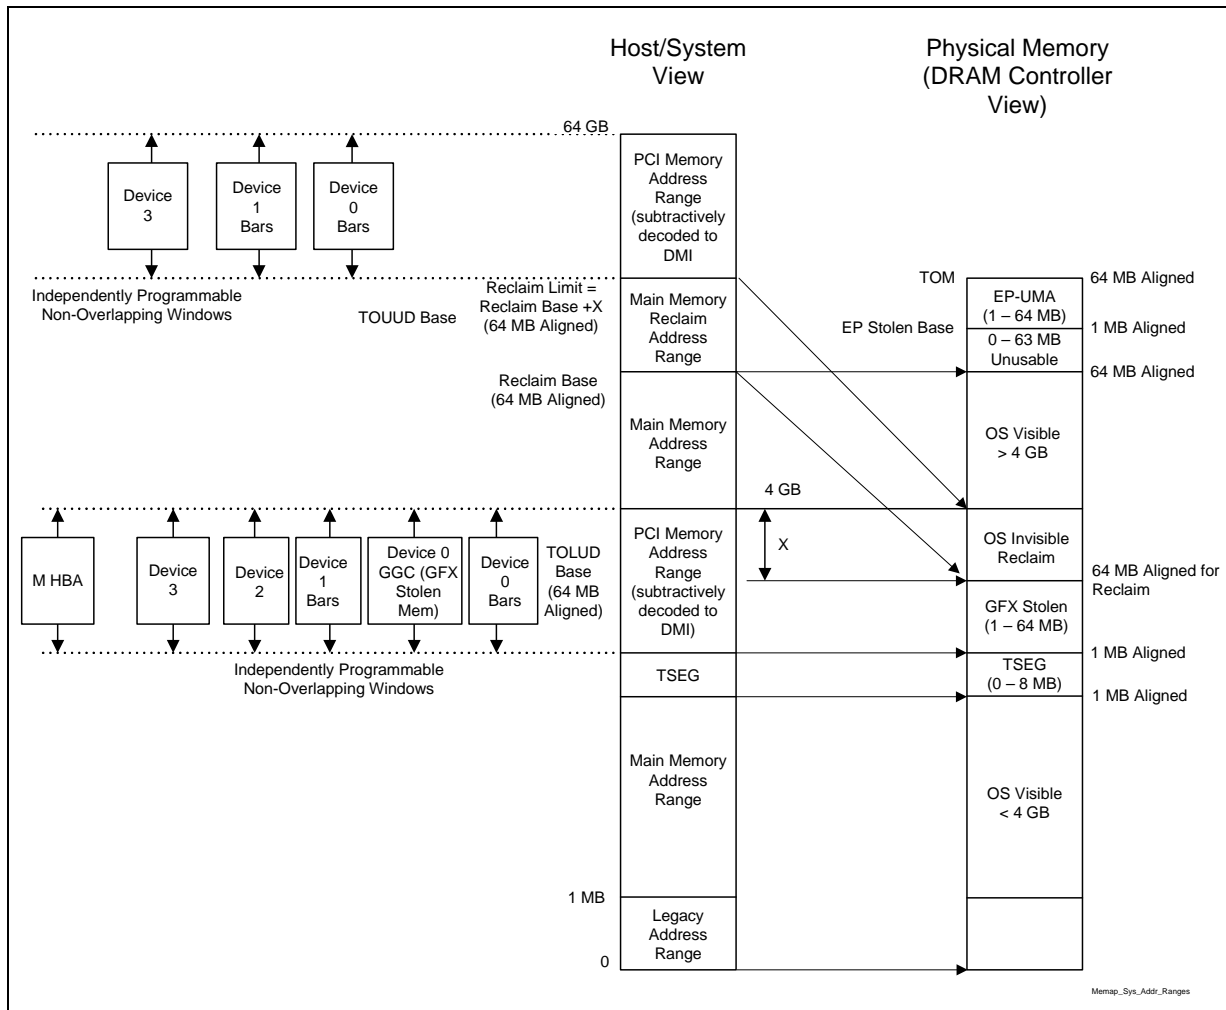 Host/System
View
Physical Memory
(DRAM Controller
View)
64 GB
PCI Memory
Address
Range
(subtractively
decoded to
DMI
Device
3
Device
1
Bars
Device
0
Bars
Independently Programmable
Non-Overlapping Windows
TOUUD Base
Reclaim Limit =
Reclaim Base +X
(64 MB Aligned)
Main Memory
Reclaim
Address
Range
TOM
64 MB Aligned
EP-UMA
(1 – 64 MB)
EP Stolen Base
1 MB Aligned
0 – 63 MB
Unusable
64 MB Aligned
Reclaim Base
(64 MB Aligned)
Main Memory
Address
Range
OS Visible
> 4 GB
4 GB
X
M HBA
Device
3
Device
2
Device
1
Bars
Device 0
GGC (GFX
Stolen
Mem)
Device
0
Bars
TOLUD
Base
(64 MB
Aligned)
PCI Memory
Address
Range
(subtractively
decoded to
DMI)
OS Invisible
Reclaim
64 MB Aligned for
Reclaim
GFX Stolen
(1 – 64 MB)
Independently Programmable
Non-Overlapping Windows
1 MB Aligned
TSEG
TSEG
(0 – 8 MB)
1 MB Aligned
Main Memory
Address
Range
OS Visible
< 4 GB
1 MB
Legacy
Address
Range
0
Memap_Sys_Addr_Ranges